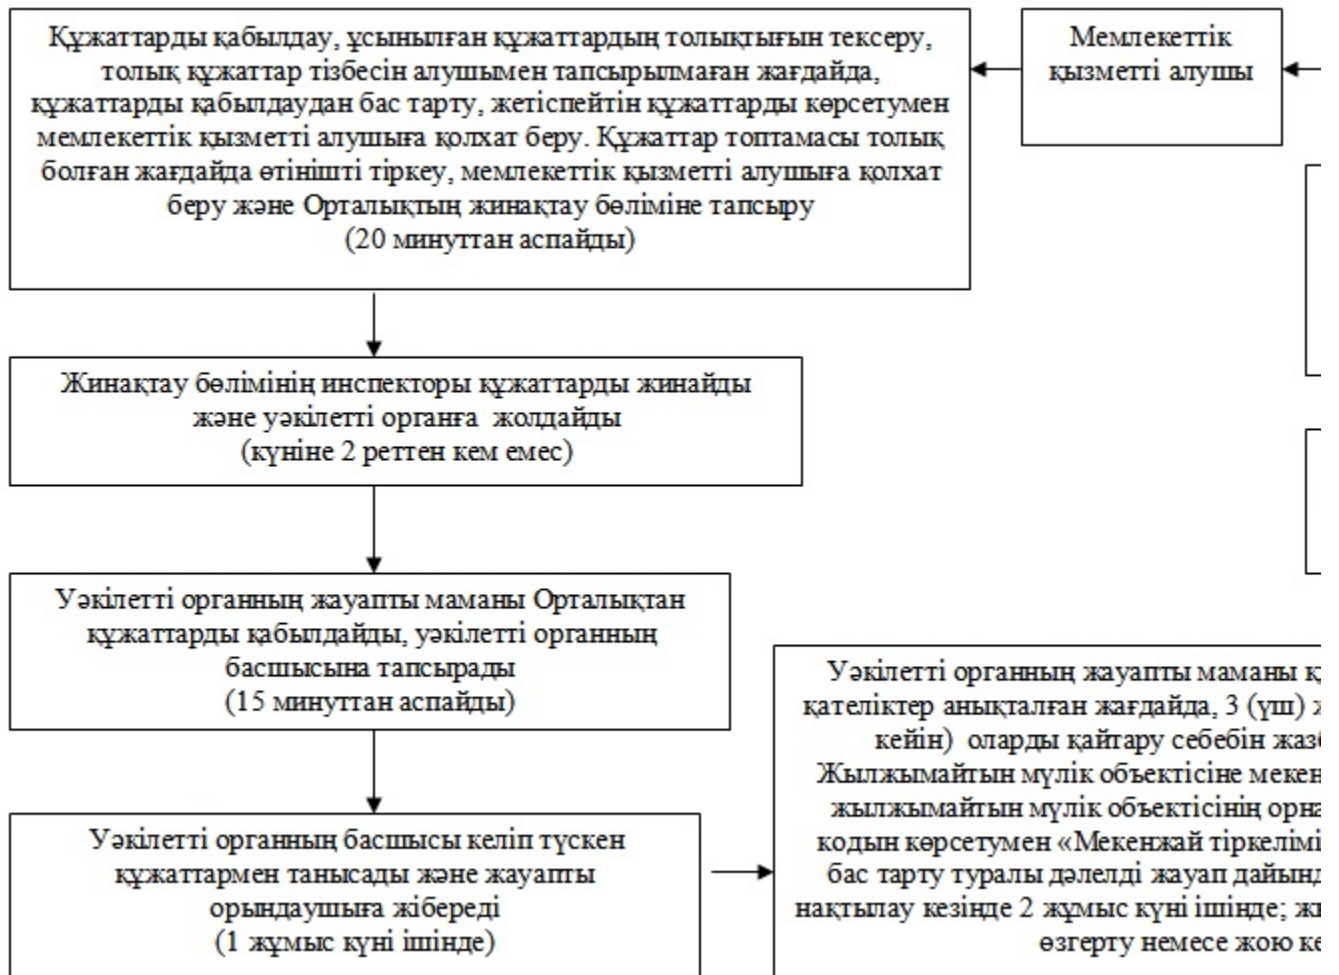 Құжаттарды қабылдау, ұсынылған құжаттардың толықтығын тексеру,
толық құжаттар тізбесін алушымен тапсырылмаған жағдайда,
құжаттарды қабылдаудан бас тарту, жетіспейтін құжаттарды көрсетумен
мемлекеттік қызметті алушыға қолхат беру. Құжаттар топтамасы толық
болған жағдайда өтінішті тіркеу, мемлекеттік қызметті алушыға қолхат
беру және Орталықтың жинақтау бөліміне тапсыру
(20 минуттан аспайды)
Мемлекеттік
қызметті алушы
Жинақтау бөлімінің инспекторы құжаттарды жинайды
және уәкілетті органға жолдайды
(күніне 2 реттен кем емес)
Уәкілетті органның жауапты маманы Орталықтан
құжаттарды қабылдайды, уәкілетті органның
басшысына тапсырады
(15 минуттан аспайды)
Уәкілетті органның басшысы келіп түскен
құжаттармен танысады және жауапты
орындаушыға жібереді
(1 жұмыс күні ішінде)
Уәкілетті органның жауапты маманы
қателіктер анықталған жағдайда, 3 (үш)
кейін) оларды қайтару себебін
Жылжымайтын мүлік объектісіне
жылжымайтын мүлік объектісінің
кодын көрсетумен «Мекенжай
бас тарту туралы дәлелді жауап
нақтылау кезінде 2 жұмыс күні ішінде;
өзгерту немесе жою